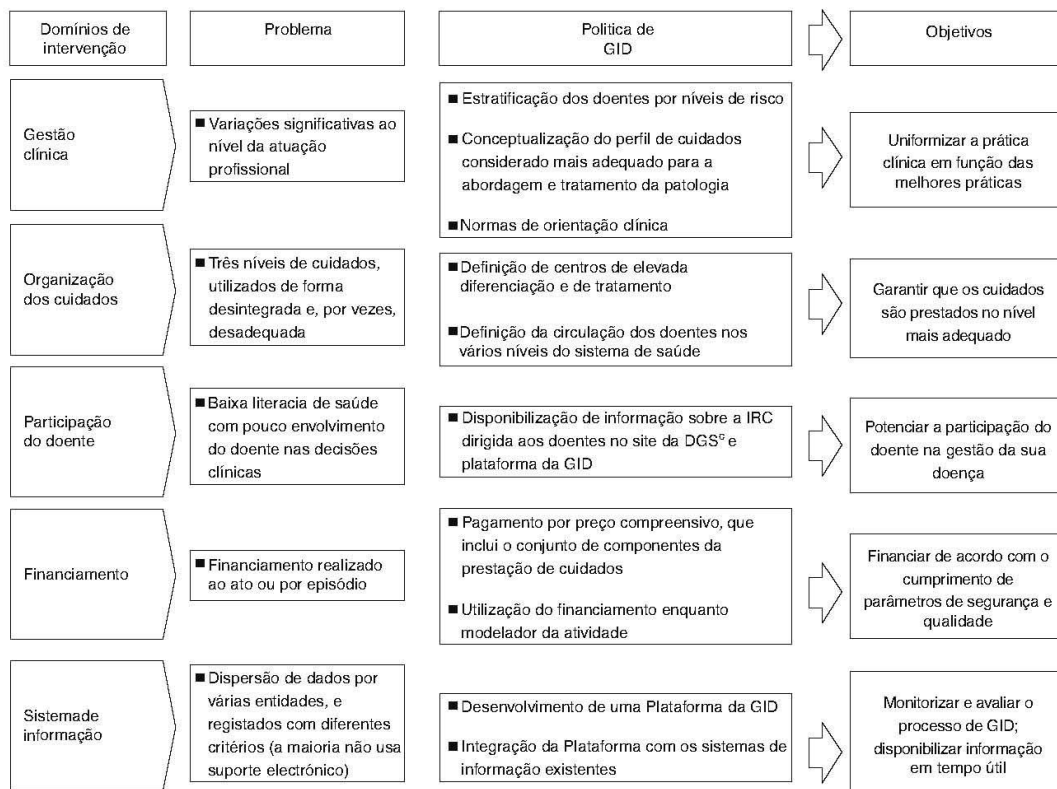 Domínios de
intervenção
Problema
Politica de
GID
Objetivos
Gestão
clínica
■ Variações significativas ao
nível da atuação
profissional
■ Estratificação dos doentes por níveis de risco
■ Conceptualização do perfil de cuidados
considerado mais adequado para a
abordagem e tratamento da patologia
■ Normas de orientação clínica
Uniformizar a prática
clínica em função das
melhores práticas
Organização
dos cuidados
■ Três níveis de cuidados,
utilizados de forma
desintegrada e, por vezes,
desadequada
■ Definição de centros de elevada
diferenciação e de tratamento
■ Definição da circulação dos doentes nos
vários níveis do sistema de saúde
Garantir que os cuidados
são prestados no nível
mais adequado
Participação
do doente
■ Baixa literacia de saúde
com pouco envolvimento
do doente nas decisões
clínicas
■ Disponibilização de informação sobre a IRC
dirigida aos doentes no site da DGSᶜ e
plataforma da GID
Potenciar a participação do
doente na gestão da sua
doença
Financiamento
■ Financiamento realizado
ao ato ou por episódio
■ Pagamento por preço compreensivo, que
inclui o conjunto de componentes da
prestação de cuidados
■ Utilização do financiamento enquanto
modelador da atividade
Financiar de acordo com o
cumprimento de
parâmetros de segurança e
qualidade
Sistemade
informação
■ Dispersão de dados por
várias entidades, e
registados com diferentes
critérios (a maioria não usa
suporte electrónico)
■ Desenvolvimento de uma Plataforma da GID
■ Integração da Plataforma com os sistemas de
informação existentes
Monitorizar e avaliar o
processo de GID;
disponibilizar informação
em tempo útil